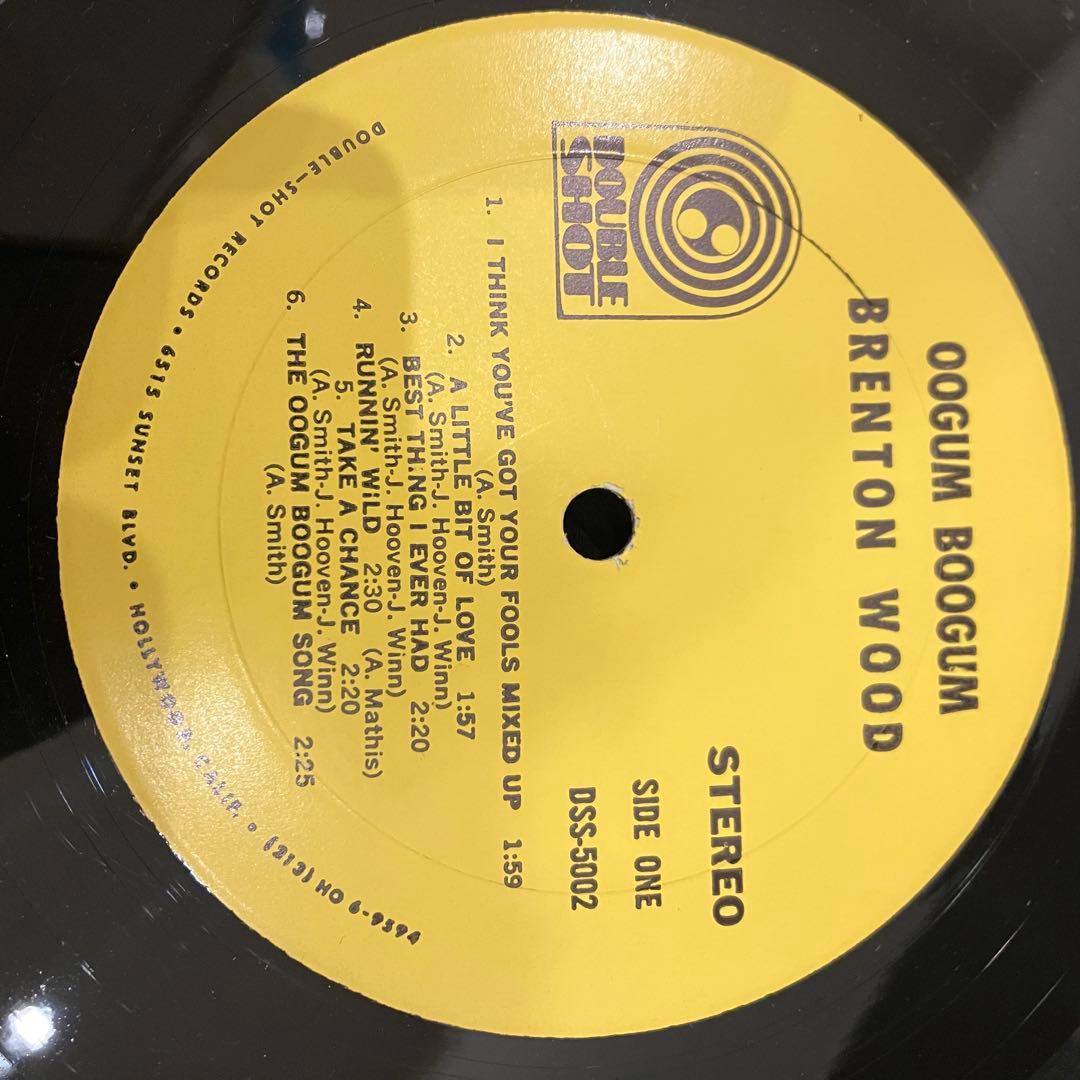 OOGUM BOOGUM
BRENTON WOOD
DOUBLE
SHOT
STEREO
SIDE ONE
DSS-5002
1. I THINK YOU'VE GOT YOUR FOOLS MIXED UP 1:59
(A. Smith)
2. A LITTLE BIT OF LOVE 1:57
(A. Smith-J. Hooven-J. Winn)
3. BEST THING I EVER HAD 2:20
(A. Smith-J. Hooven-J. Winn)
4. RUNNIN' WiLD 2:30 (A. Mathis)
5. TAKE A CHANCE 2:20
(A. Smith-J. Hooven-J. Winn)
6. THE OOGUM BOOGUM SONG 2:25
(A. Smith)
DOUBLE-SHOT RECORDS • 6515 SUNSET BLVD. • HOLLYWOOD, CALIF. • (213) HO 6-9594